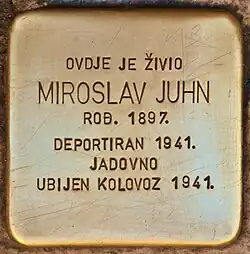 OVDJE JE ŽIVIO
MIROSLAV JUHN
ROĐ. 1897.
DEPORTIRAN 1941.
JADOVNO
UBIJEN KOLOVOZ 1941.